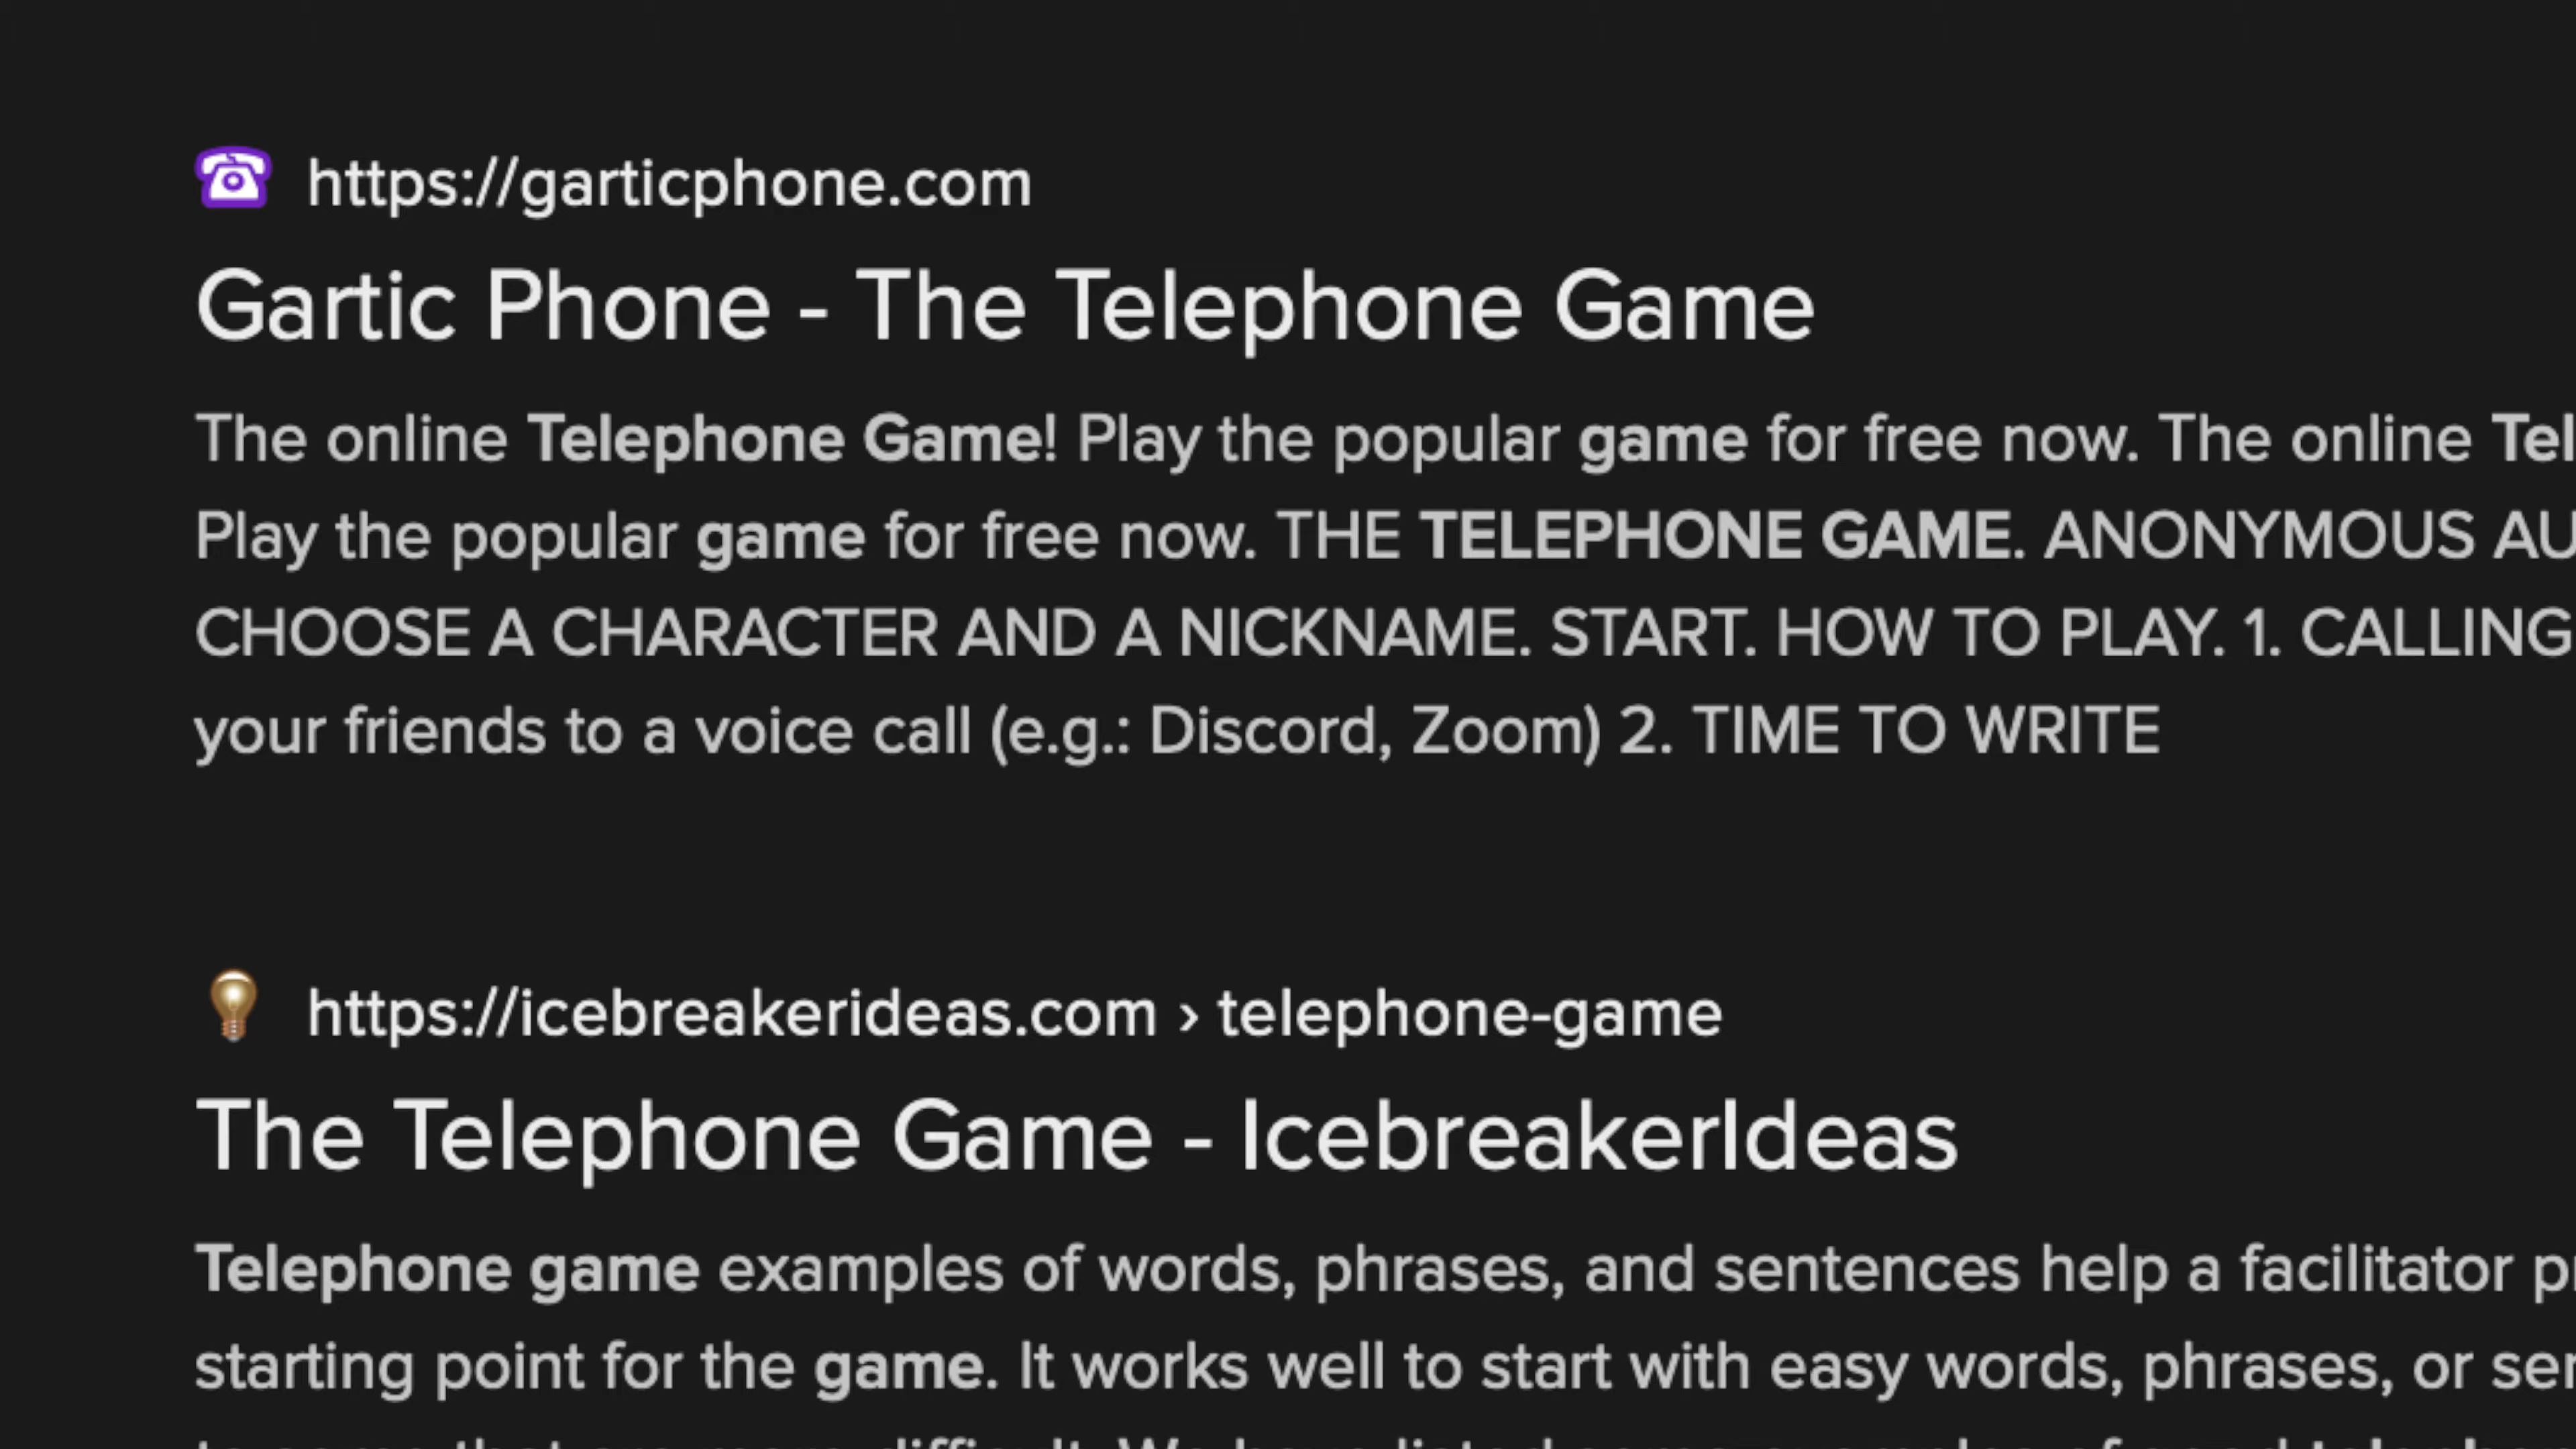 https://garticphone.com
Gartic Phone - The Telephone Game
The online Telephone Game! Play the popular game for free now. The online Tel
Play the popular game for free now. THE TELEPHONE GAME. ANONYMOUS AU
CHOOSE A CHARACTER AND A NICKNAME. START. HOW TO PLAY. 1. CALLING
your friends to a voice call (e.g.: Discord, Zoom) 2. TIME TO WRITE
https://icebreakerideas.com › telephone-game
The Telephone Game - IcebreakerIdeas
Telephone game examples of words, phrases, and sentences help a facilitator pr
starting point for the game. It works well to start with easy words, phrases, or sen